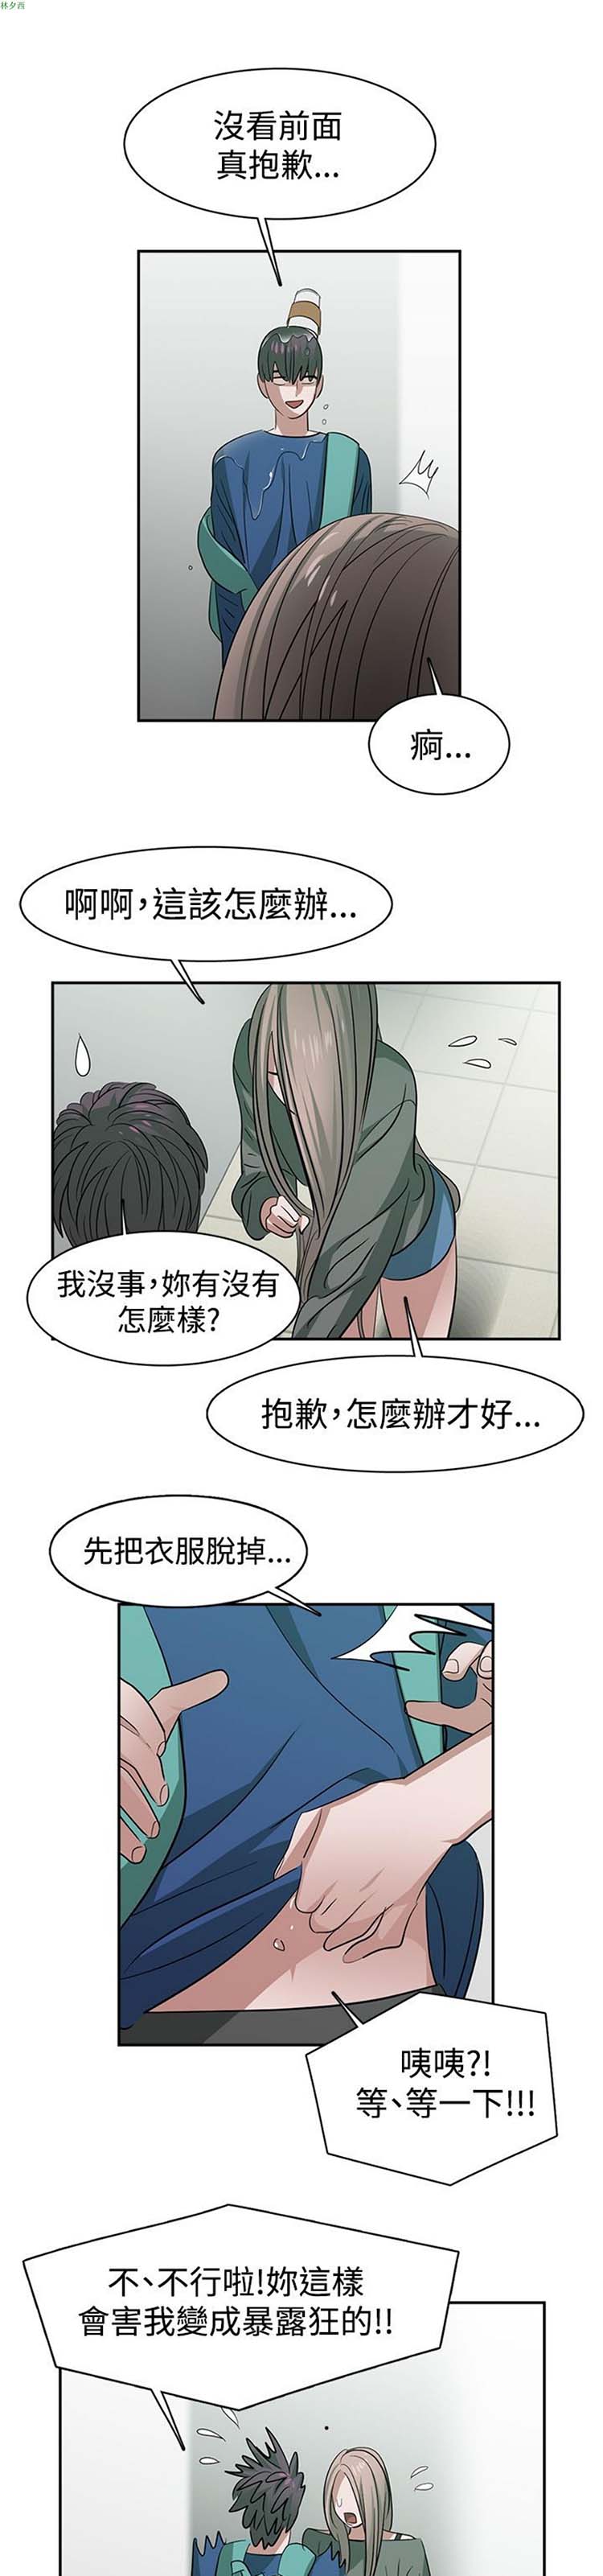 林夕西
沒看前面
真抱歉...
痾...
啊啊,這該怎麼辦...
我沒事,妳有沒有
怎麼樣?
抱歉,怎麼辦才好...
先把衣服脫掉...
咦咦?!
等、等一下!!!
不、不行啦!妳這樣
會害我變成暴露狂的!!